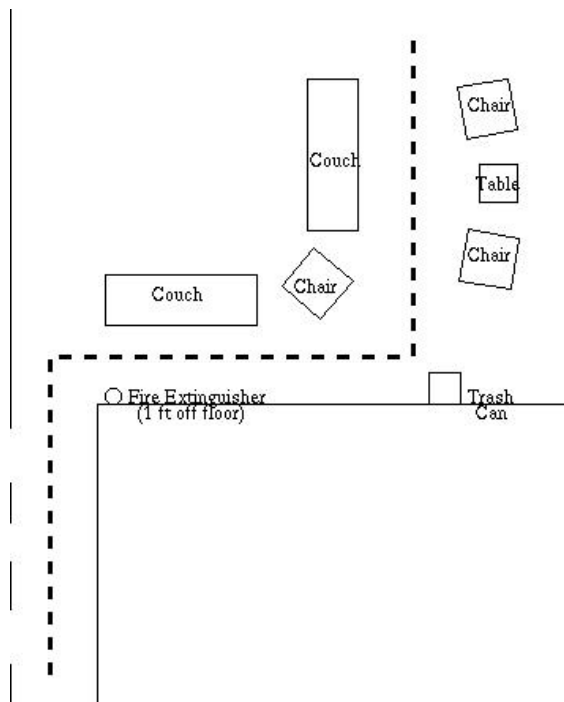 Chair
Couch
Table
Chair
Chair
Couch
Fire Extinguisher
(1 ft off floor)
Trash
Can